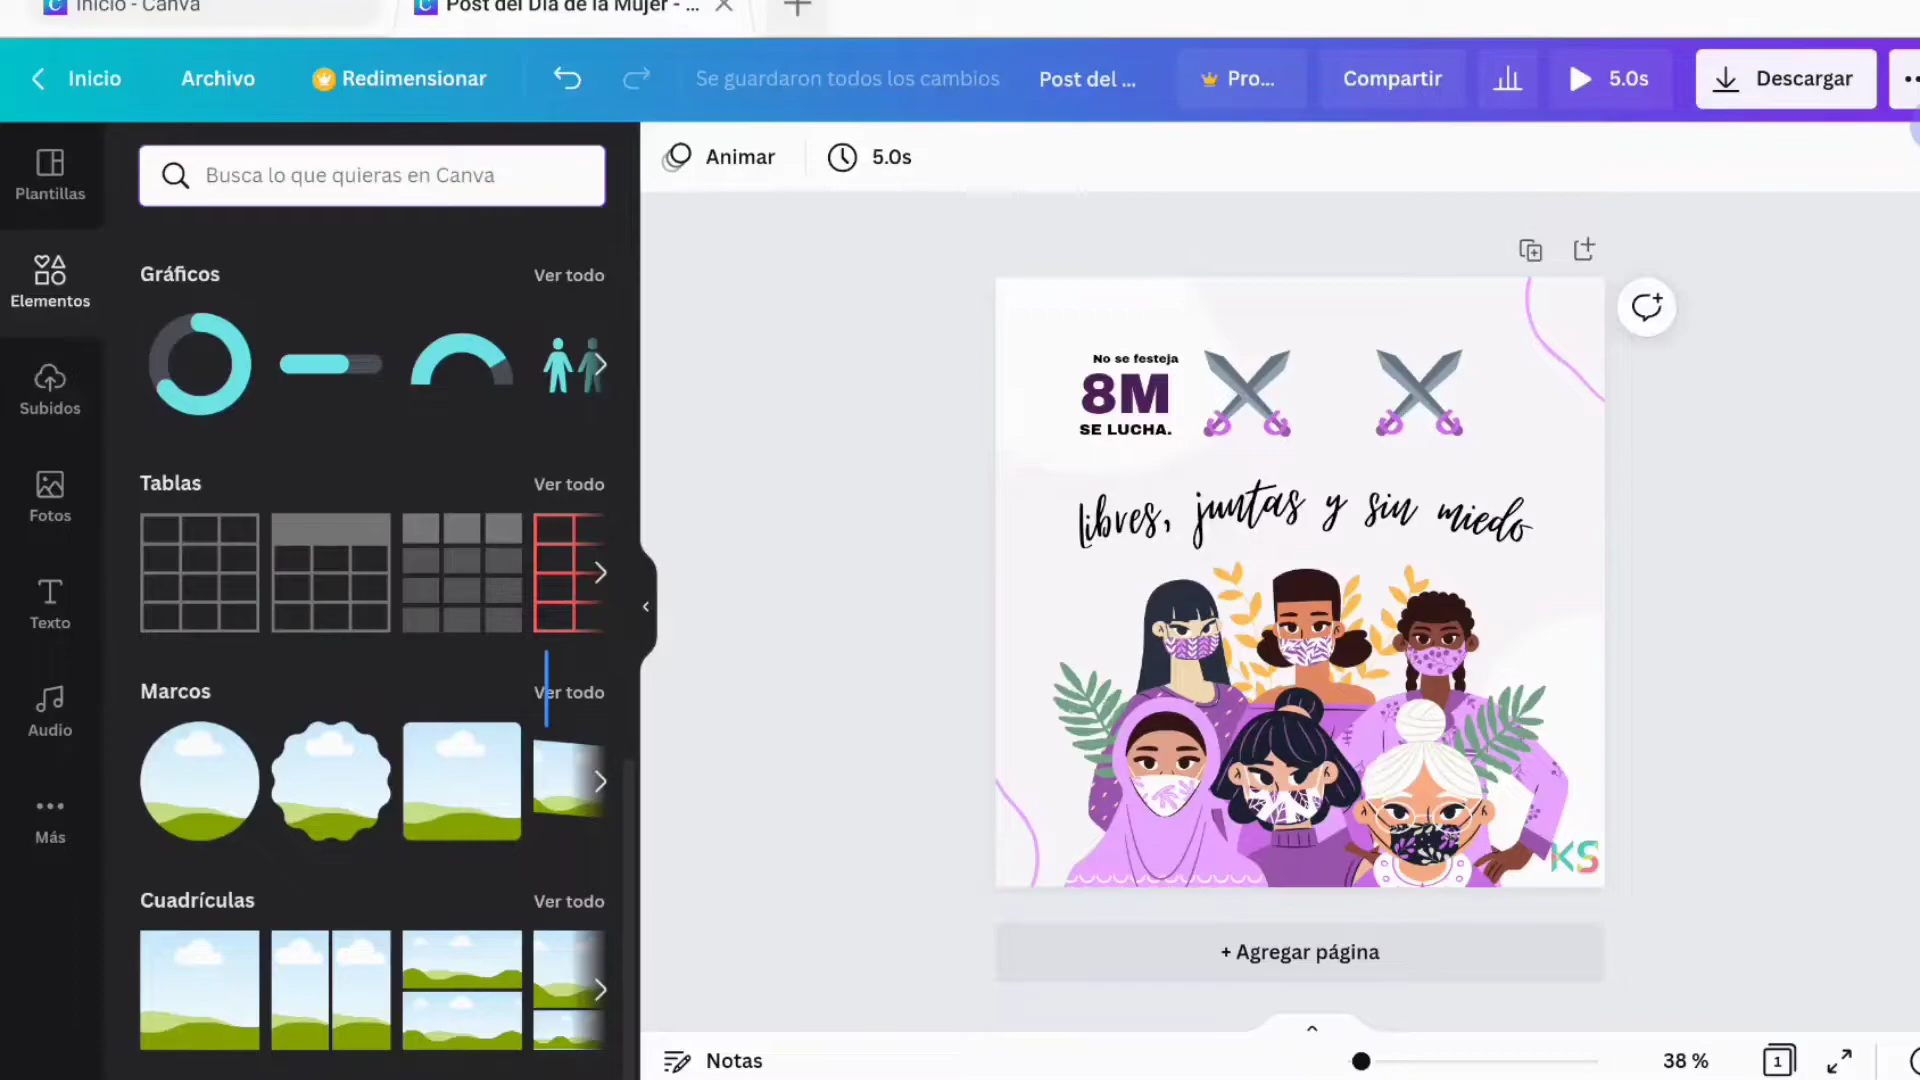 Inicio - Canva
Post del Día de la Mujer - ...
Inicio
Archivo
Redimensionar
Se guardaron todos los cambios
Post del ...
Pro...
Compartir
5.0s
Descargar
Plantillas
Elementos
Subidos
Fotos
Texto
Audio
Más
Busca lo que quieras en Canva
Gráficos
Ver todo
Tablas
Ver todo
Marcos
Ver todo
Cuadrículas
Ver todo
Animar
5.0s
No se festeja
8M
SE LUCHA.
libres, juntas y sin miedo
KS
+ Agregar página
Notas
38 %
1